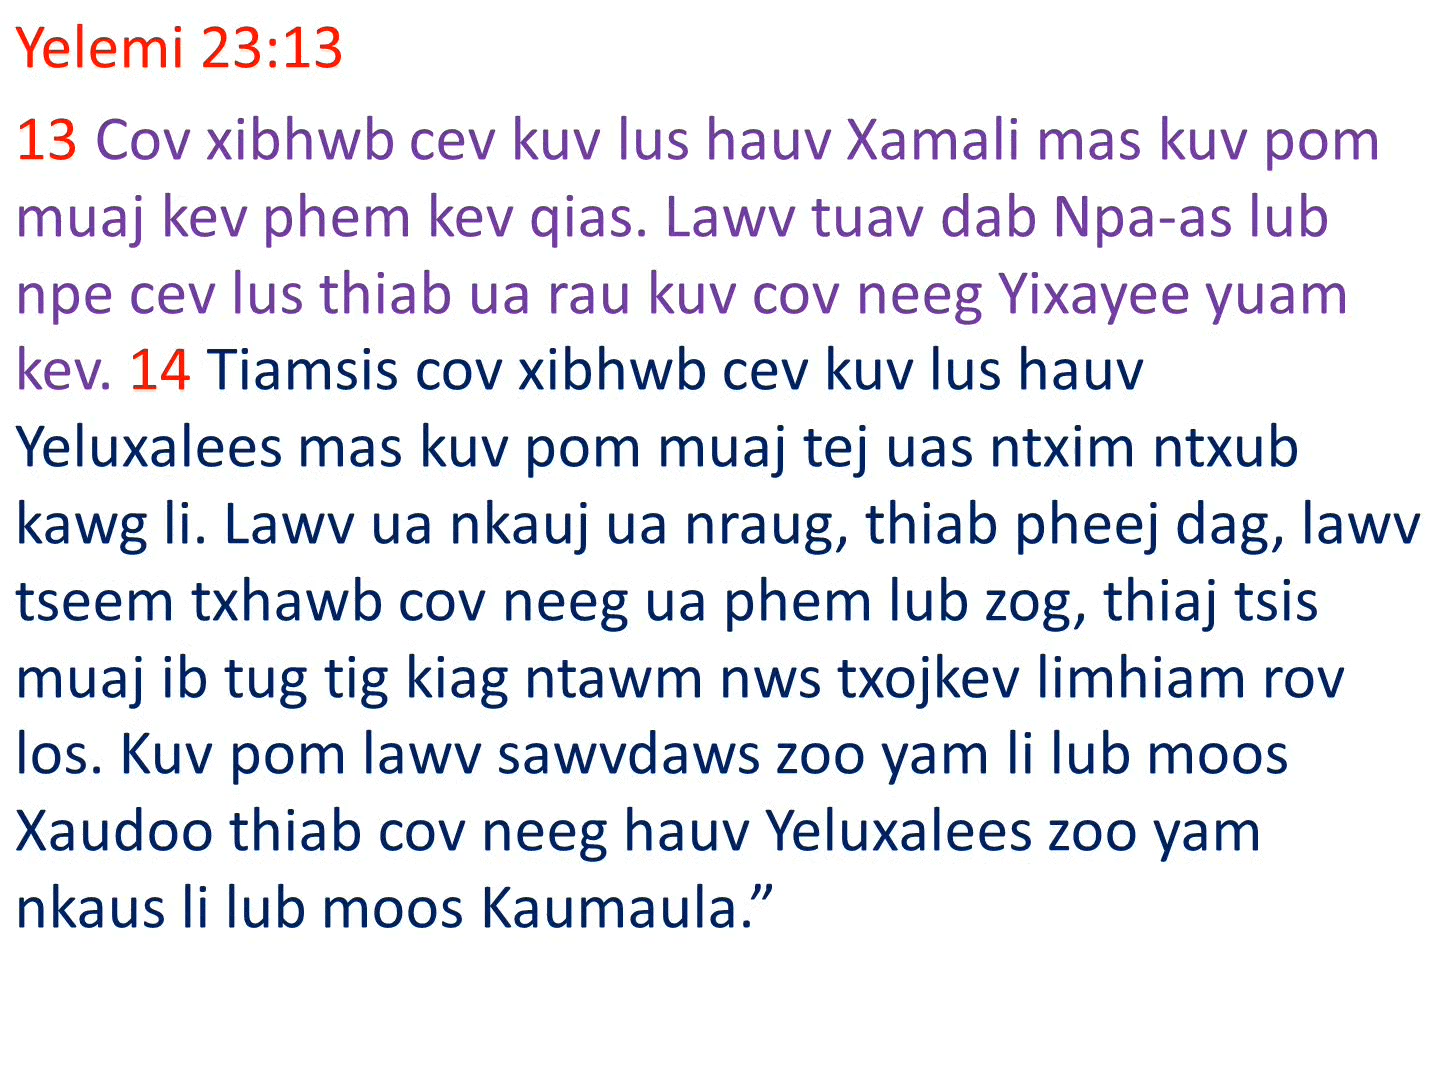 Yelemi 23:13
13 Cov xibhwb cev kuv lus hauv Xamali mas kuv pom
muaj kev phem kev qias. Lawv tuav dab Npa-as lub
npe cev lus thiab ua rau kuv cov neeg Yixayee yuam
kev. 14 Tiamsis cov xibhwb cev kuv lus hauv
Yeluxalees mas kuv pom muaj tej uas ntxim ntxub
kawg li. Lawv ua nkauj ua nraug, thiab pheej dag, lawv
tseem txhawb cov neeg ua phem lub zog, thiaj tsis
muaj ib tug tig kiag ntawm nws txojkev limhiam rov
los. Kuv pom lawv sawvdaws zoo yam li lub moos
Xaudoo thiab cov neeg hauv Yeluxalees zoo yam
nkaus li lub moos Kaumaula.”